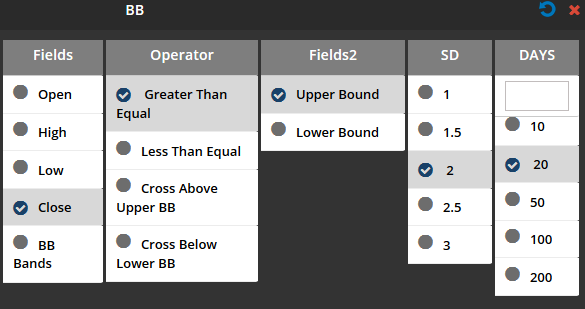 BB
Fields
Open
High
Low
Close
BB
Bands
Operator
Greater Than
Equal
Less Than Equal
Cross Above
Upper BB
Cross Below
Lower BB
Fields2
Upper Bound
Lower Bound
SD
1
1.5
2
2.5
3
DAYS
10
20
50
100
200